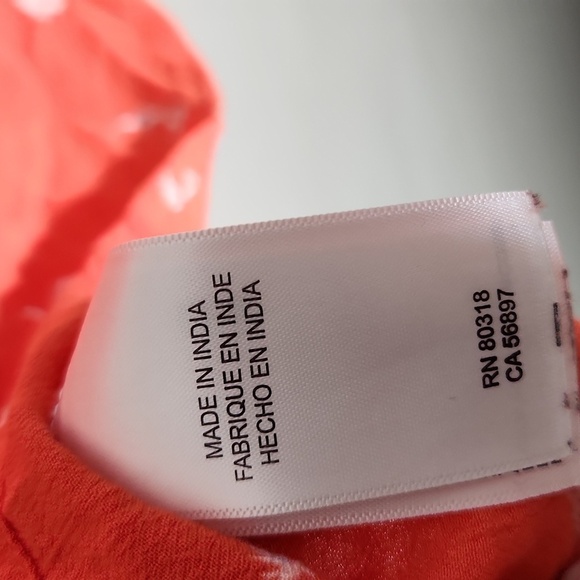 MADE IN INDIA
FABRIQUE EN INDE
HECHO EN INDIA
RN 80318
CA 56897